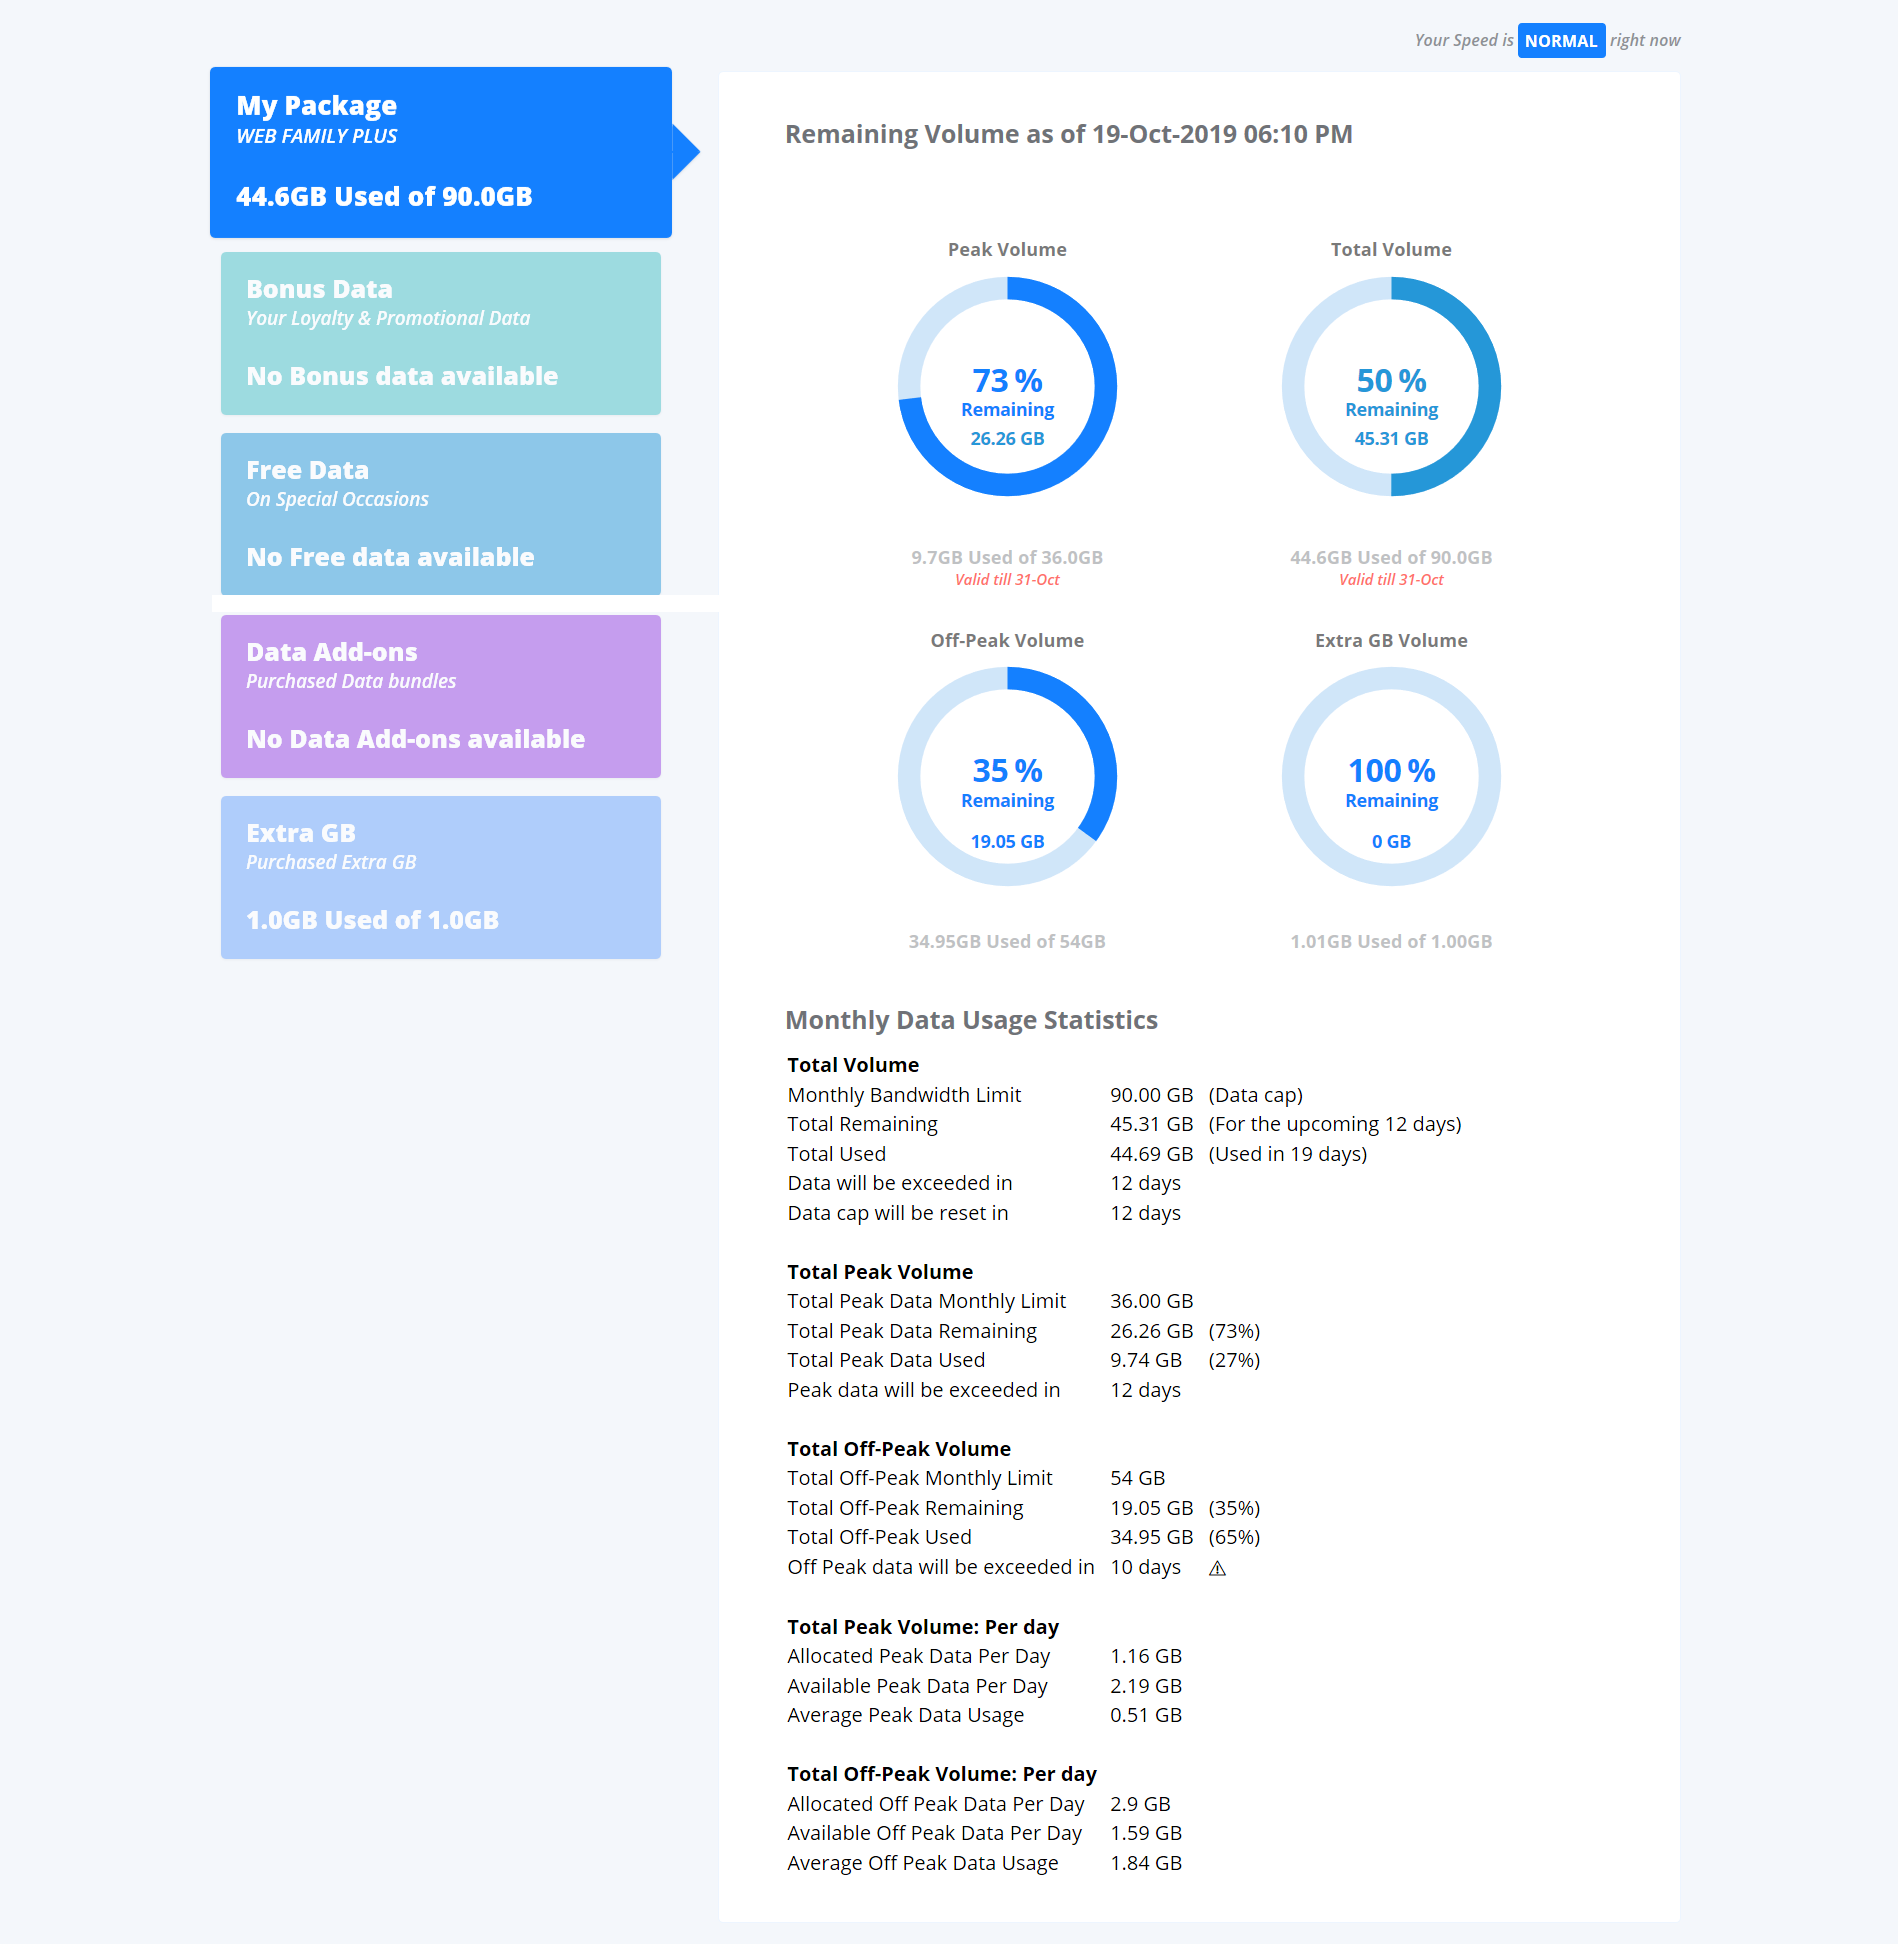 Your Speed is NORMAL right now
My Package
WEB FAMILY PLUS
44.6GB Used of 90.0GB
Bonus Data
Your Loyalty & Promotional Data
No Bonus data available
Free Data
On Special Occasions
No Free data available
Data Add-ons
Purchased Data bundles
No Data Add-ons available
Extra GB
Purchased Extra GB
1.0GB Used of 1.0GB
Remaining Volume as of 19-Oct-2019 06:10 PM
Peak Volume
73 %
Remaining
26.26 GB
9.7GB Used of 36.0GB
Valid till 31-Oct
Total Volume
50 %
Remaining
45.31 GB
44.6GB Used of 90.0GB
Valid till 31-Oct
Off-Peak Volume
35 %
Remaining
19.05 GB
34.95GB Used of 54GB
Extra GB Volume
100 %
Remaining
0 GB
1.01GB Used of 1.00GB
Monthly Data Usage Statistics
Total Volume
Monthly Bandwidth Limit 90.00 GB (Data cap)
Total Remaining 45.31 GB (For the upcoming 12 days)
Total Used 44.69 GB (Used in 19 days)
Data will be exceeded in 12 days
Data cap will be reset in 12 days
Total Peak Volume
Total Peak Data Monthly Limit 36.00 GB
Total Peak Data Remaining 26.26 GB (73%)
Total Peak Data Used 9.74 GB (27%)
Peak data will be exceeded in 12 days
Total Off-Peak Volume
Total Off-Peak Monthly Limit 54 GB
Total Off-Peak Remaining 19.05 GB (35%)
Total Off-Peak Used 34.95 GB (65%)
Off Peak data will be exceeded in 10 days ⚠
Total Peak Volume: Per day
Allocated Peak Data Per Day 1.16 GB
Available Peak Data Per Day 2.19 GB
Average Peak Data Usage 0.51 GB
Total Off-Peak Volume: Per day
Allocated Off Peak Data Per Day 2.9 GB
Available Off Peak Data Per Day 1.59 GB
Average Off Peak Data Usage 1.84 GB